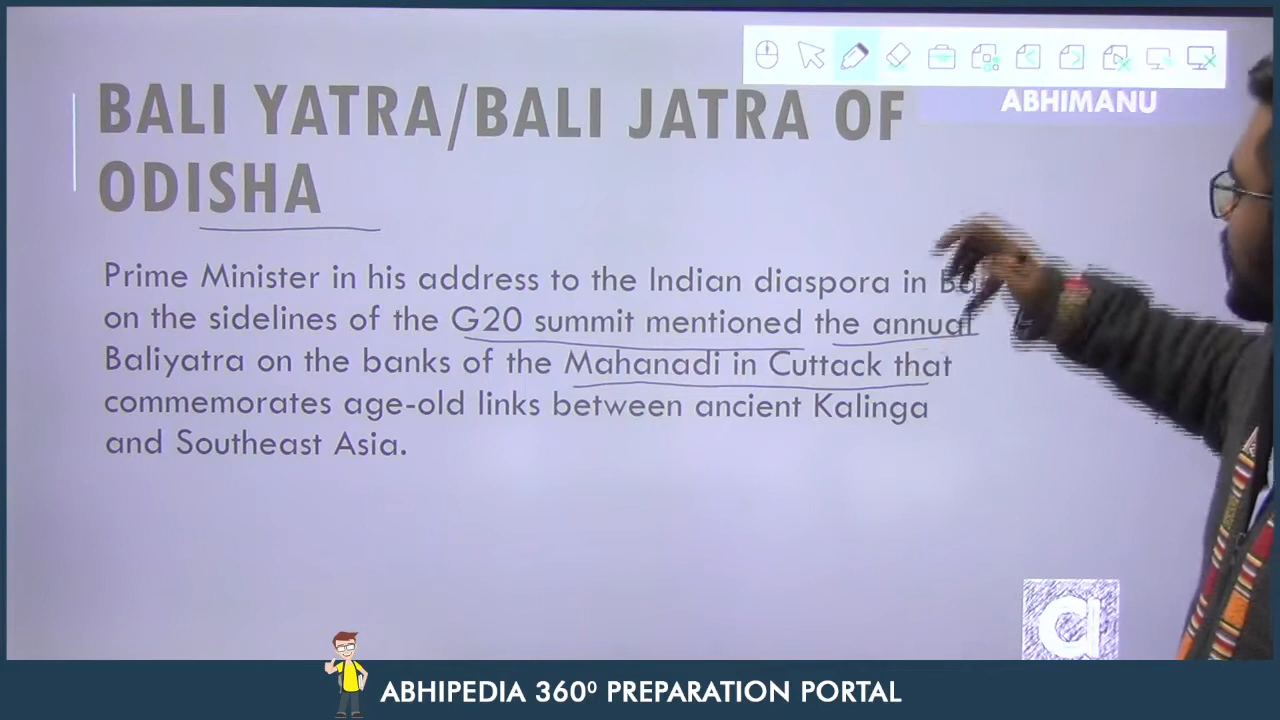 ABHIMANU
BALI YATRA/BALI JATRA OF
ODISHA
Prime Minister in his address to the Indian diaspora in
on the sidelines of the G20 summit mentioned the annual
Baliyatra on the banks of the Mahanadi in Cuttack that
commemorates age-old links between ancient Kalinga
and Southeast Asia.
a
ABHIPEDIA 360⁰ PREPARATION PORTAL